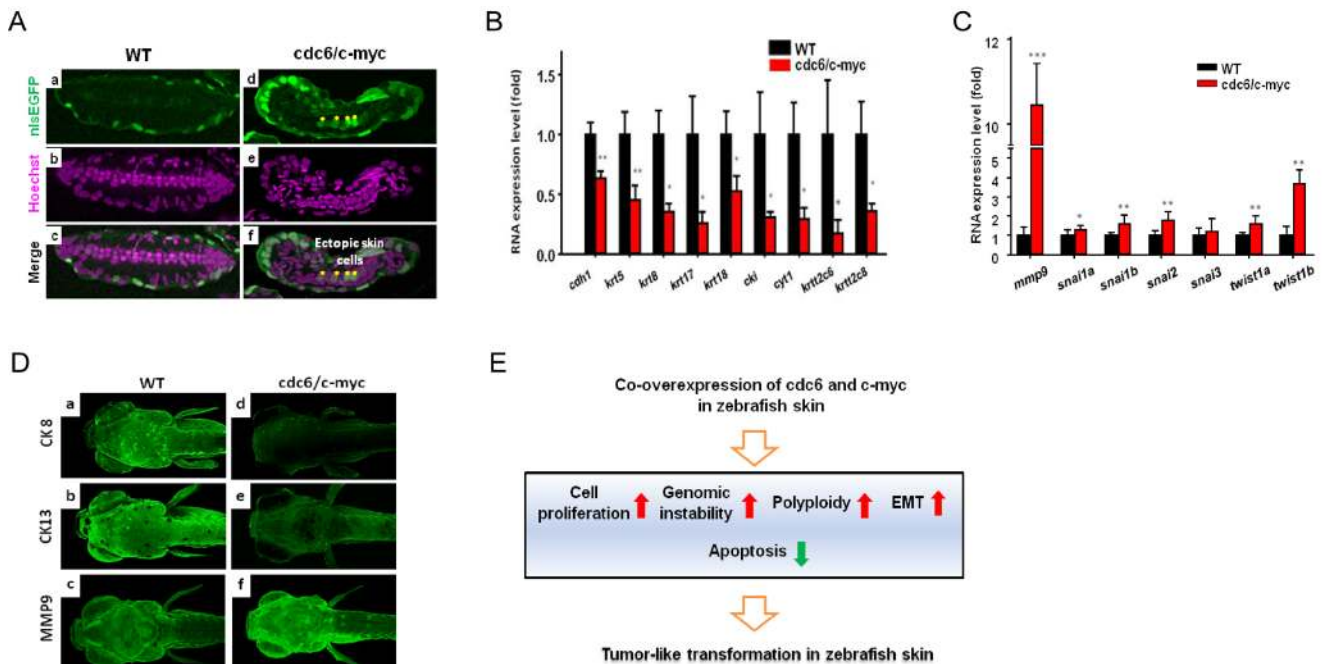 A
WT
cdc6/c-myc
nlsEGFP
a
d
Hoechst
b
e
Merge
c
f
Ectopic skin
cells
B
RNA expression level (fold)
WT
cdc6/c-myc
1.5
1.0
0.5
0.0
** ** * * * * * * *
cdh1 krt5 krt8 krt17 krt18 cki cyt1 krtt2c6 krtt2c8
C
RNA expression level (fold)
WT
cdc6/c-myc
12
10
6
4
2
1
0
*** * ** ** ** **
mmp9 snai1a snai1b snai2 snai3 twist1a twist1b
D
WT
cdc6/c-myc
CK8
a
d
CK13
b
e
MMP9
c
f
E
Co-overexpression of cdc6 and c-myc
in zebrafish skin
Cell
proliferation
Genomic
instability
Polyploidy
EMT
Apoptosis
Tumor-like transformation in zebrafish skin